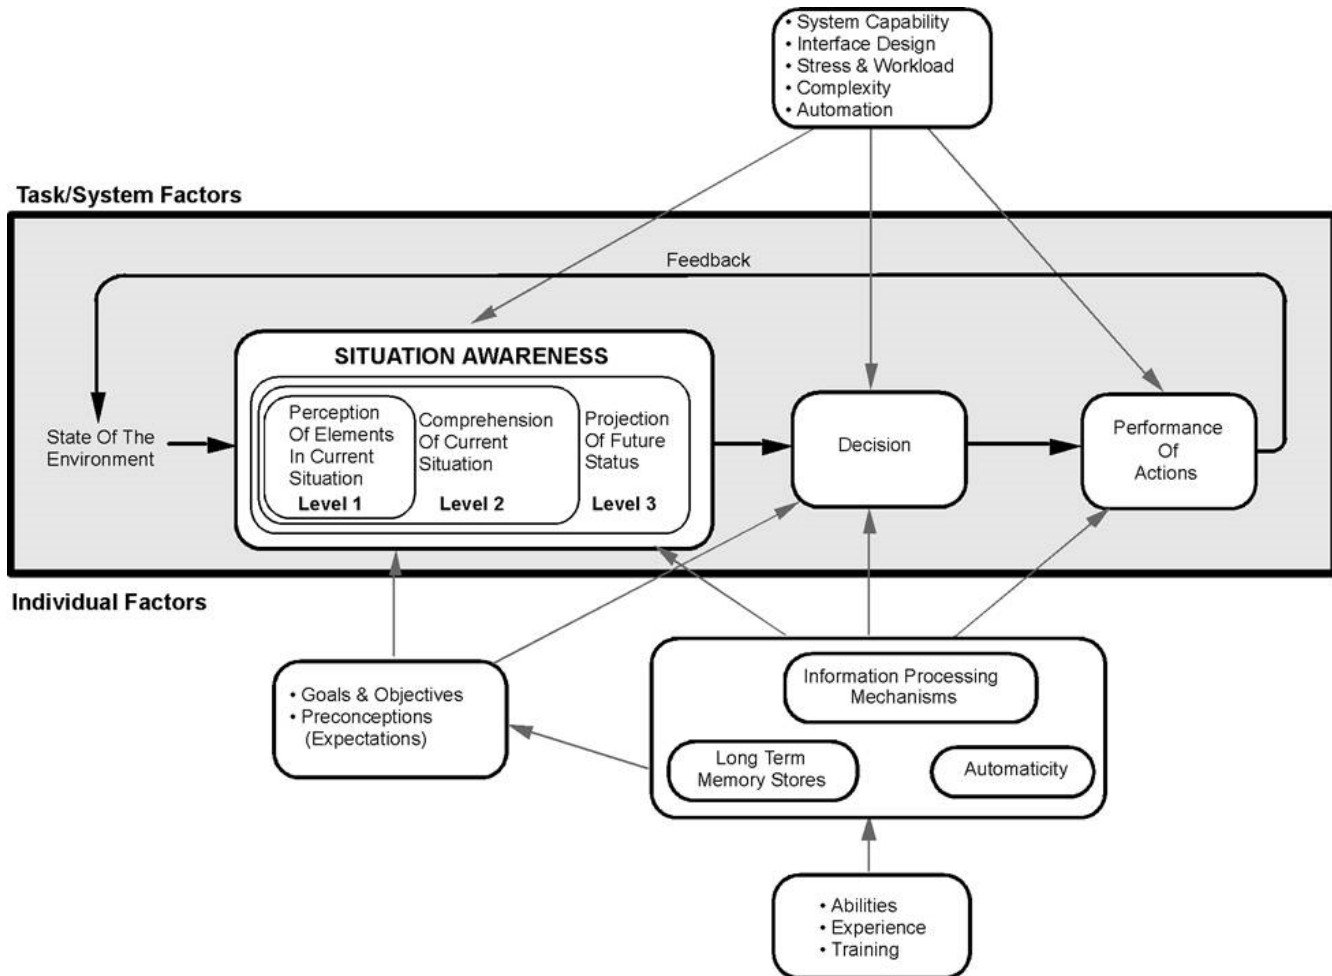 • System Capability
• Interface Design
• Stress & Workload
• Complexity
• Automation
Task/System Factors
Feedback
SITUATION AWARENESS
State Of The
Environment
Perception
Of Elements
In Current
Situation
Level 1
Comprehension
Of Current
Situation
Level 2
Projection
Of Future
Status
Level 3
Decision
Performance
Of
Actions
Individual Factors
• Goals & Objectives
• Preconceptions
(Expectations)
Information Processing
Mechanisms
Long Term
Memory Stores
Automaticity
• Abilities
• Experience
• Training